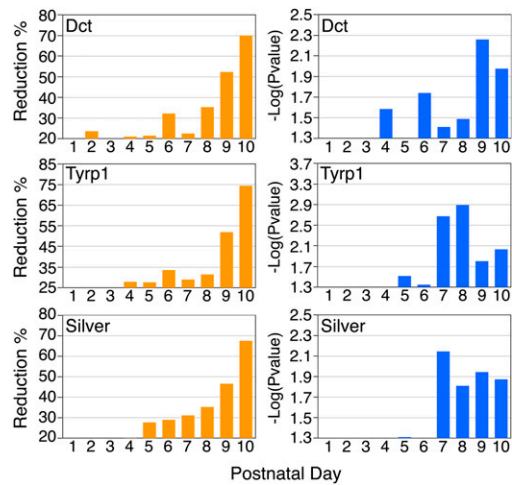 Dct
Reduction %
80
70
60
50
40
30
20
1 2 3 4 5 6 7 8 9 10
Dct
-Log(Pvalue)
2.5
2.3
2.1
1.9
1.7
1.5
1.3
1 2 3 4 5 6 7 8 9 10
Tyrp1
Reduction %
85
75
65
55
45
35
25
1 2 3 4 5 6 7 8 9 10
Tyrp1
-Log(Pvalue)
3.7
3.3
2.9
2.5
2.1
1.7
1.3
1 2 3 4 5 6 7 8 9 10
Silver
Reduction %
80
70
60
50
40
30
20
1 2 3 4 5 6 7 8 9 10
Silver
-Log(Pvalue)
2.5
2.3
2.1
1.9
1.7
1.5
1.3
1 2 3 4 5 6 7 8 9 10
Postnatal Day